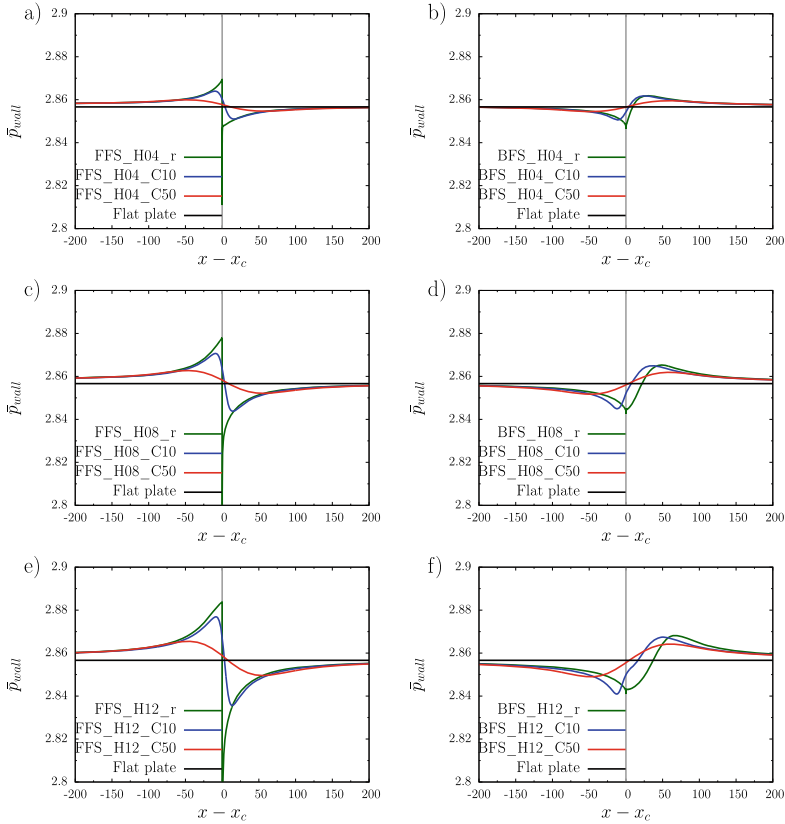 a)
2.9
2.88
2.86
2.84
2.82
2.8
p̄wall
FFS_H04_r
FFS_H04_C10
FFS_H04_C50
Flat plate
-200 -150 -100 -50 0 50 100 150 200
x − xc
b)
2.9
2.88
2.86
2.84
2.82
2.8
p̄wall
BFS_H04_r
BFS_H04_C10
BFS_H04_C50
Flat plate
-200 -150 -100 -50 0 50 100 150 200
x − xc
c)
2.9
2.88
2.86
2.84
2.82
2.8
p̄wall
FFS_H08_r
FFS_H08_C10
FFS_H08_C50
Flat plate
-200 -150 -100 -50 0 50 100 150 200
x − xc
d)
2.9
2.88
2.86
2.84
2.82
2.8
p̄wall
BFS_H08_r
BFS_H08_C10
BFS_H08_C50
Flat plate
-200 -150 -100 -50 0 50 100 150 200
x − xc
e)
2.9
2.88
2.86
2.84
2.82
2.8
p̄wall
FFS_H12_r
FFS_H12_C10
FFS_H12_C50
Flat plate
-200 -150 -100 -50 0 50 100 150 200
x − xc
f)
2.9
2.88
2.86
2.84
2.82
2.8
p̄wall
BFS_H12_r
BFS_H12_C10
BFS_H12_C50
Flat plate
-200 -150 -100 -50 0 50 100 150 200
x − xc